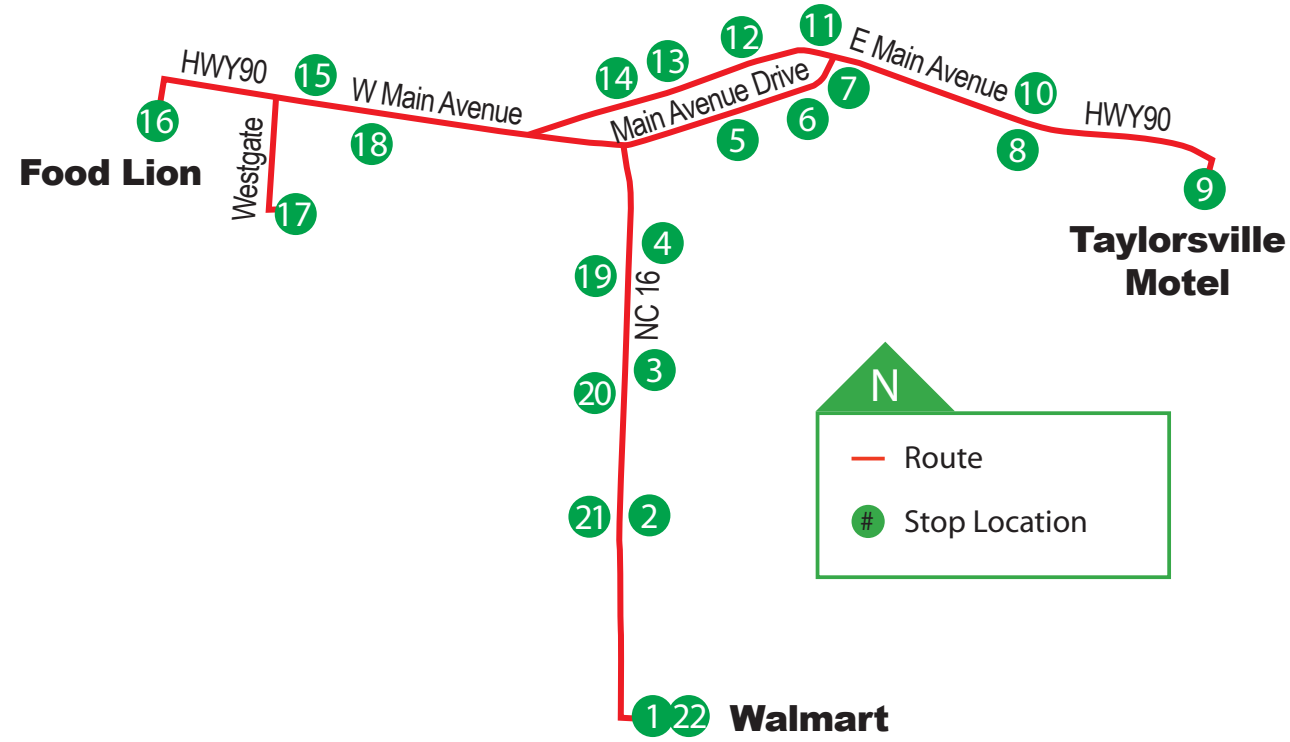 11
12
E Main Avenue
HWY90
15
13
14
W Main Avenue
Main Avenue Drive
7
10
HWY90
16
18
5
6
8
Food Lion
Westgate
17
9
Taylorsville
Motel
4
19
NC 16
3
20
N
Route
21
2
# Stop Location
1
22
Walmart